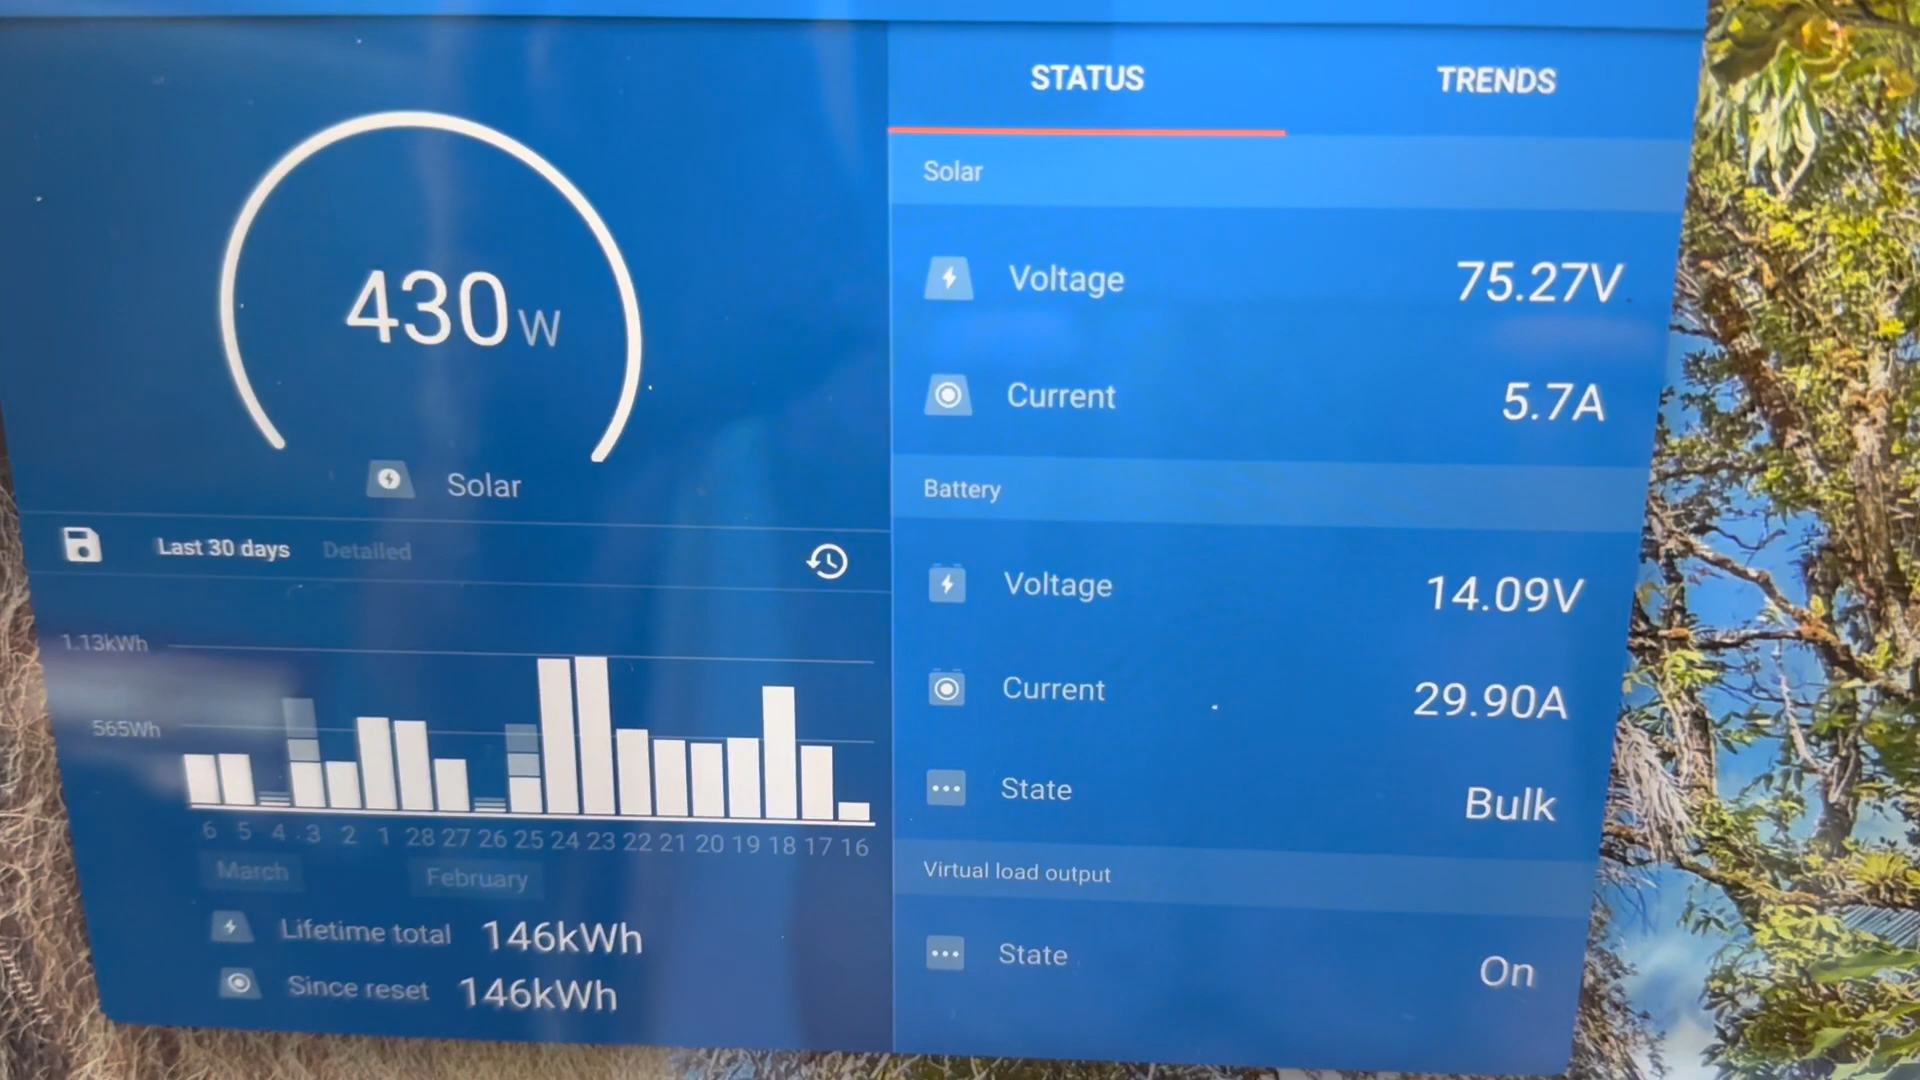 STATUS
TRENDS
430 W
Solar
Last 30 days
Detailed
1.13kWh
565Wh
6 5 4 3 2 1 28 27 26 25 24 23 22 21 20 19 18 17 16
March
February
Lifetime total 146kWh
Since reset 146kWh
Solar
Voltage 75.27V
Current 5.7A
Battery
Voltage 14.09V
Current 29.90A
State Bulk
Virtual load output
State On